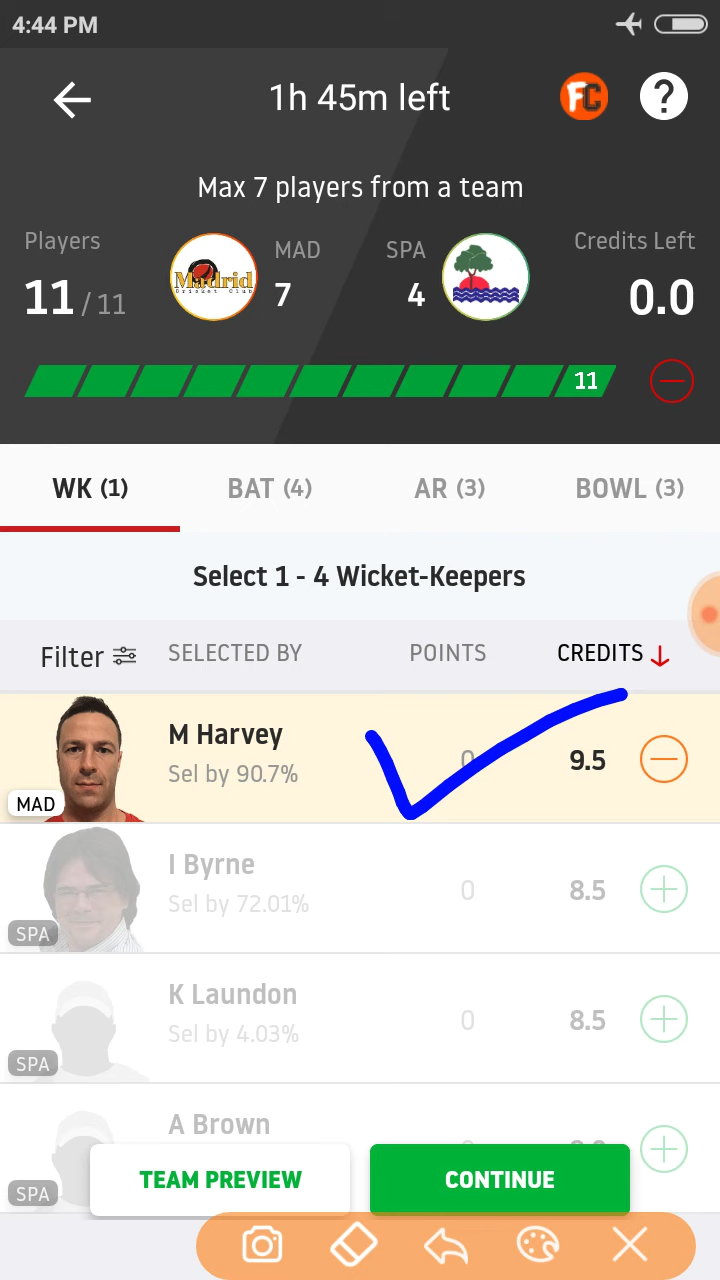 4:44 PM
1h 45m left
FC
?
Max 7 players from a team
Players
11 / 11
Madrid
Cricket Club
MAD
7
SPA
4
Credits Left
0.0
11
WK (1)
BAT (4)
AR (3)
BOWL (3)
Select 1 - 4 Wicket-Keepers
Filter
SELECTED BY
POINTS
CREDITS
M Harvey
Sel by 90.7%
0
9.5
MAD
I Byrne
Sel by 72.01%
0
8.5
SPA
K Laundon
Sel by 4.03%
0
8.5
SPA
A Brown
SPA
TEAM PREVIEW
CONTINUE